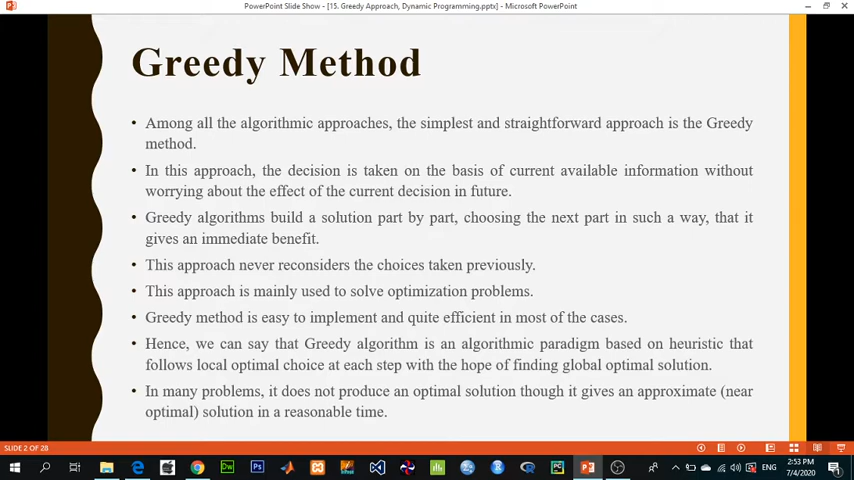 PowerPoint Slide Show - [15. Greedy Approach, Dynamic Programming.pptx] - Microsoft PowerPoint
Greedy Method
• Among all the algorithmic approaches, the simplest and straightforward approach is the Greedy
method.
• In this approach, the decision is taken on the basis of current available information without
worrying about the effect of the current decision in future.
• Greedy algorithms build a solution part by part, choosing the next part in such a way, that it
gives an immediate benefit.
• This approach never reconsiders the choices taken previously.
• This approach is mainly used to solve optimization problems.
• Greedy method is easy to implement and quite efficient in most of the cases.
• Hence, we can say that Greedy algorithm is an algorithmic paradigm based on heuristic that
follows local optimal choice at each step with the hope of finding global optimal solution.
• In many problems, it does not produce an optimal solution though it gives an approximate (near
optimal) solution in a reasonable time.
SLIDE 2 OF 28
Dw
Ps
R
PC
P
ENG
2:53 PM
7/4/2020